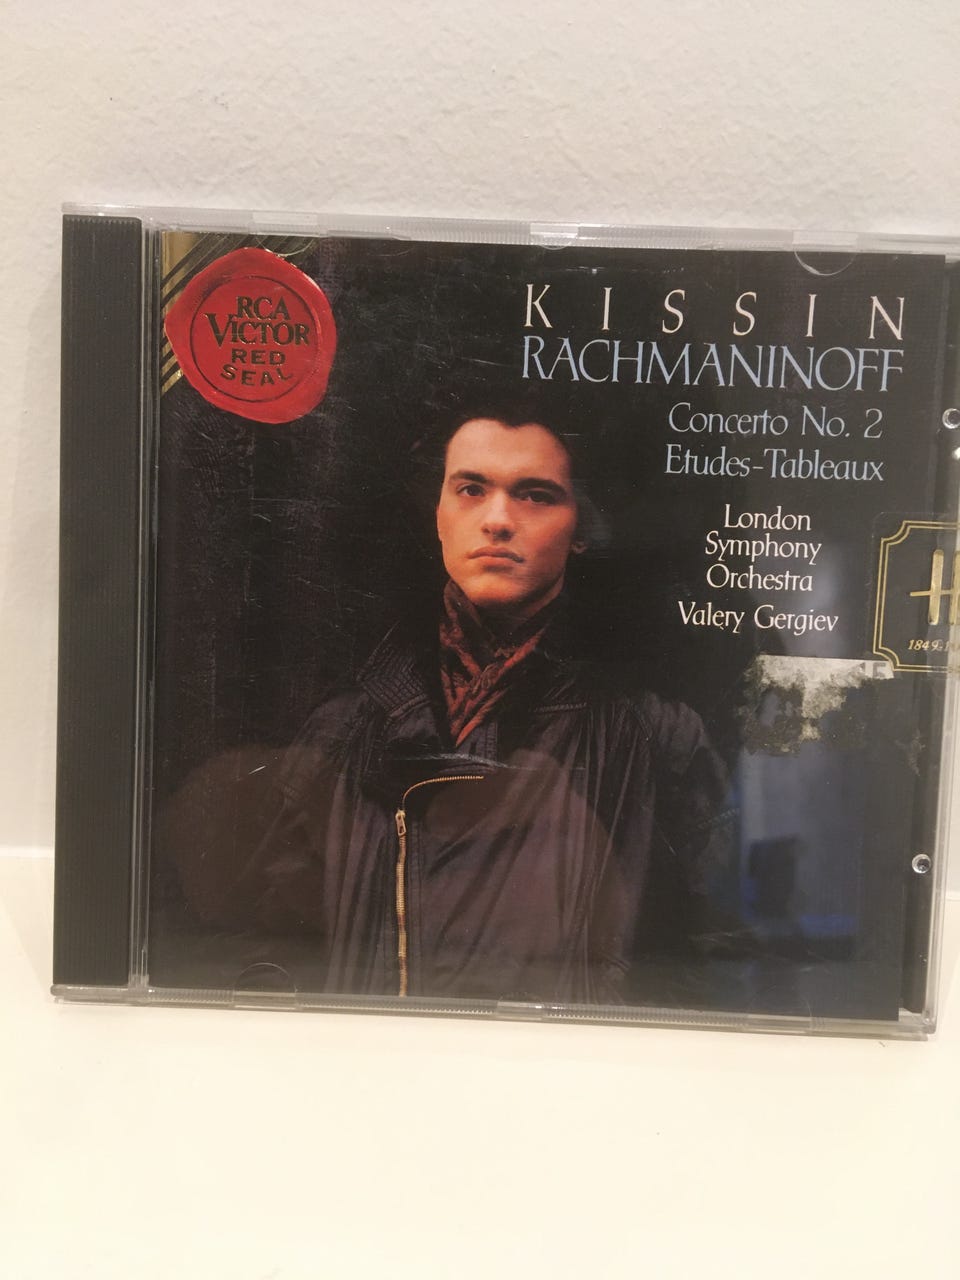 RCA
VICTOR
RED
SEAL
KISSIN
RACHMANINOFF
Concerto No. 2
Etudes-Tableaux
London
Symphony
Orchestra
Valery Gergiev